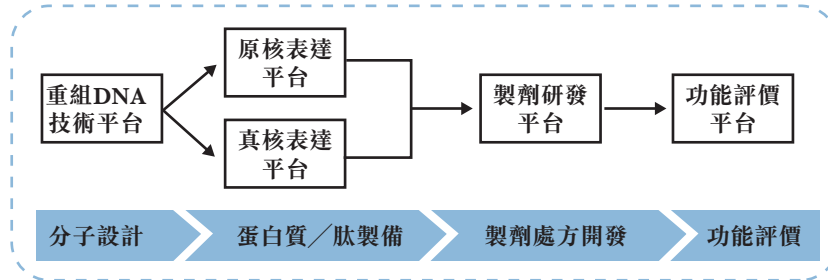 重組DNA
技術平台
原核表達
平台
真核表達
平台
製劑研發
平台
功能評價
平台
分子設計
蛋白質／肽製備
製劑處方開發
功能評價